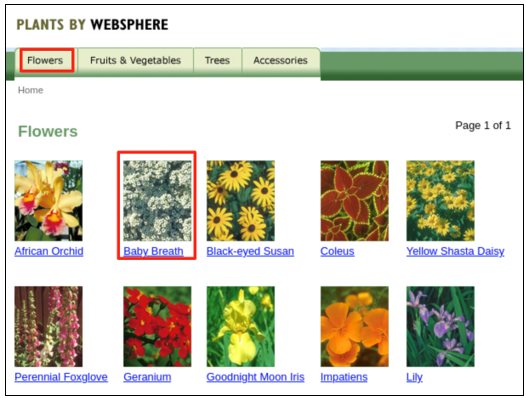 PLANTS BY WEBSPHERE
Flowers Fruits & Vegetables Trees Accessories
Home
Flowers Page 1 of 1
African Orchid Baby Breath Black-eyed Susan Coleus Yellow Shasta Daisy
Perennial Foxglove Geranium Goodnight Moon Iris Impatiens Lily